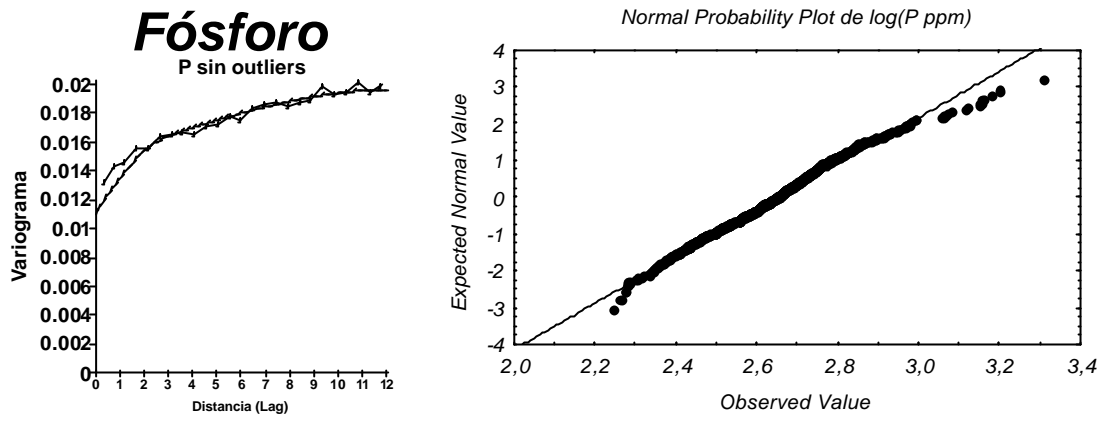 Fósforo
P sin outliers
Variograma
0.02
0.018
0.016
0.014
0.012
0.01
0.008
0.006
0.004
0.002
0
0 1 2 3 4 5 6 7 8 9 10 11 12
Distancia (Lag)
Normal Probability Plot de log(P ppm)
Expected Normal Value
4
3
2
1
0
-1
-2
-3
-4
2,0 2,2 2,4 2,6 2,8 3,0 3,2 3,4
Observed Value